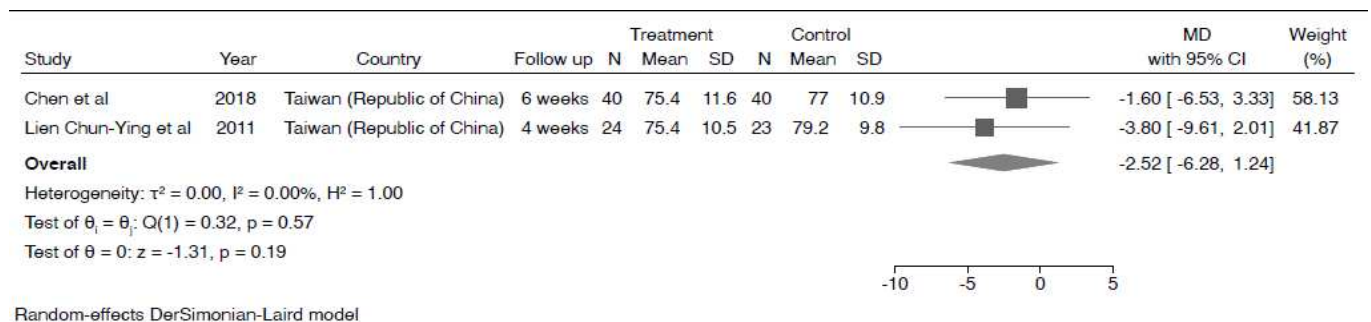 Treatment Control MD Weight
Study Year Country Follow up N Mean SD N Mean SD with 95% CI (%)
Chen et al 2018 Taiwan (Republic of China) 6 weeks 40 75.4 11.6 40 77 10.9 -1.60 [ -6.53, 3.33] 58.13
Lien Chun-Ying et al 2011 Taiwan (Republic of China) 4 weeks 24 75.4 10.5 23 79.2 9.8 -3.80 [ -9.61, 2.01] 41.87
Overall -2.52 [ -6.28, 1.24]
Heterogeneity: τ² = 0.00, I² = 0.00%, H² = 1.00
Test of θᵢ = θⱼ: Q(1) = 0.32, p = 0.57
Test of θ = 0: z = -1.31, p = 0.19
-10 -5 0 5
Random-effects DerSimonian-Laird model